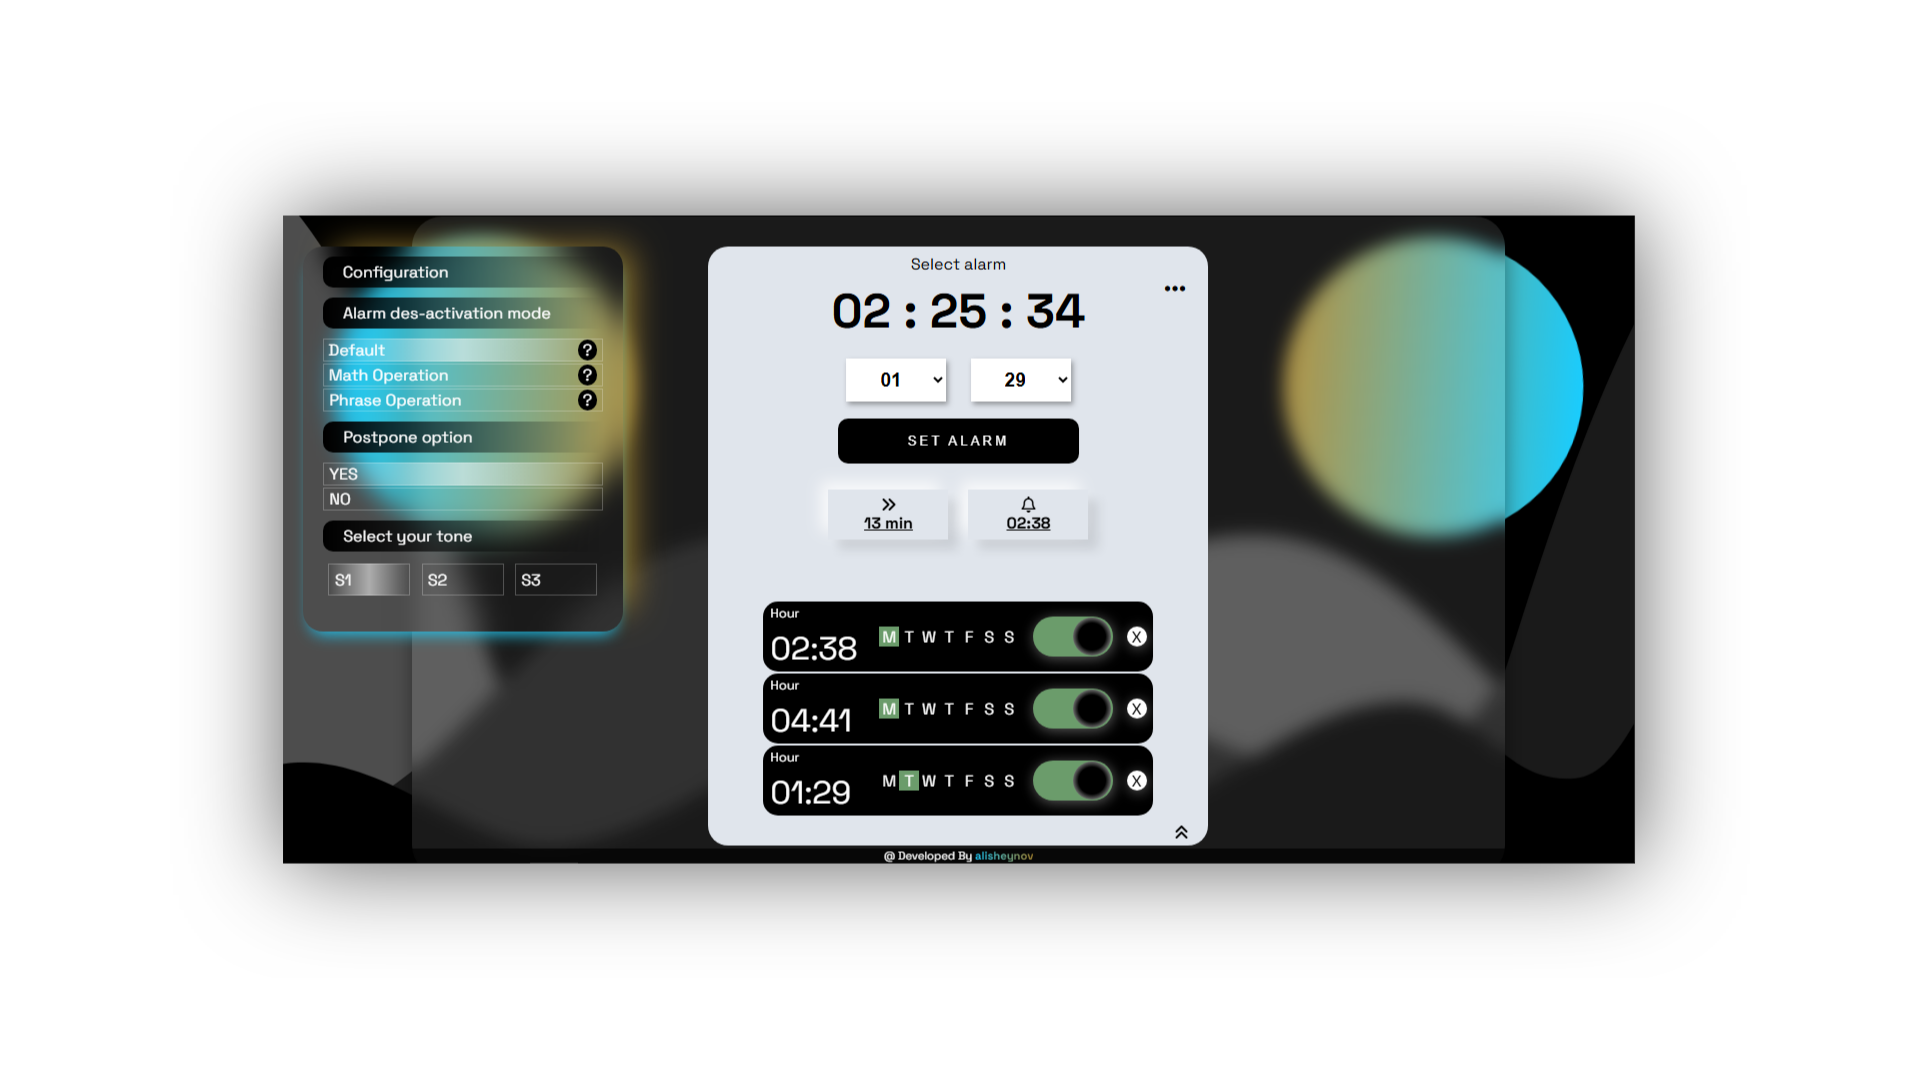 Configuration
Alarm des-activation mode
Default ?
Math Operation ?
Phrase Operation ?
Postpone option
YES
NO
Select your tone
S1 S2 S3
Select alarm
•••
02 : 25 : 34
01 29
SET ALARM
13 min 02:38
Hour
02:38 M T W T F S S X
Hour
04:41 M T W T F S S X
Hour
01:29 M T W T F S S X
@ Developed By alisheynov